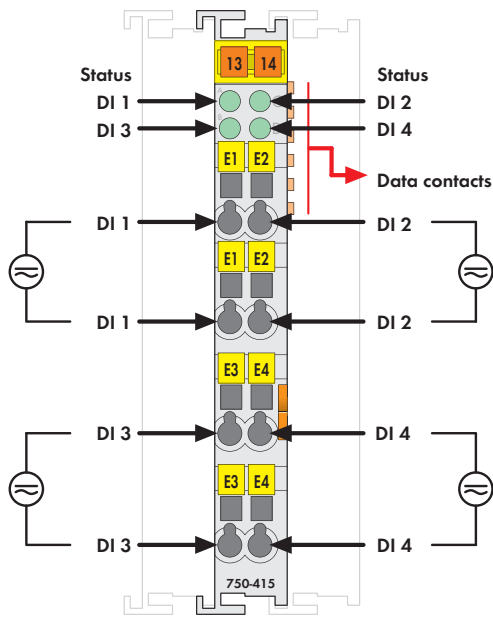 13 14
Status Status
DI 1 DI 2
DI 3 DI 4
E1 E2
Data contacts
DI 1 DI 2
E1 E2
DI 1 DI 2
E3 E4
DI 3 DI 4
E3 E4
DI 3 DI 4
750-415